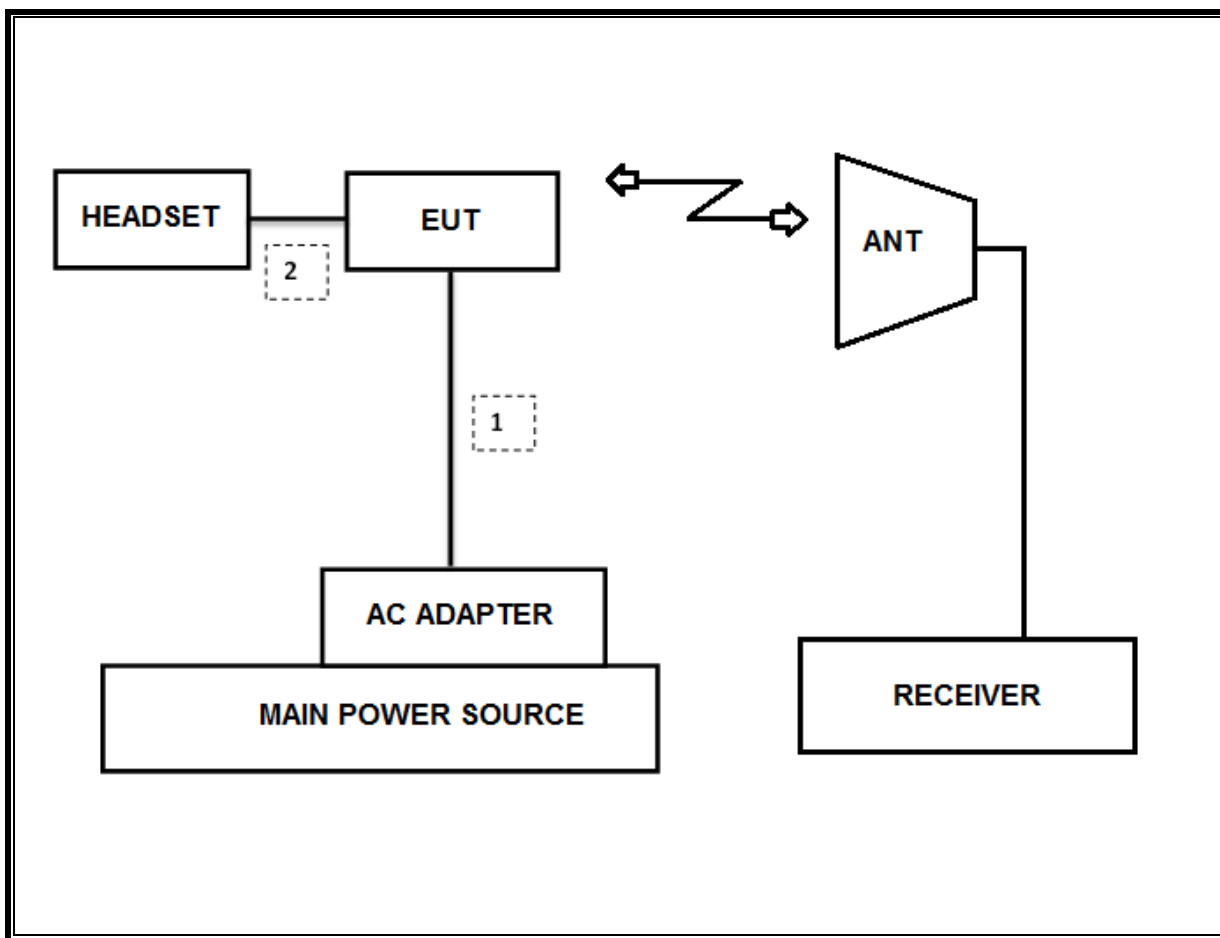 HEADSET
EUT
ANT
2
1
AC ADAPTER
MAIN POWER SOURCE
RECEIVER